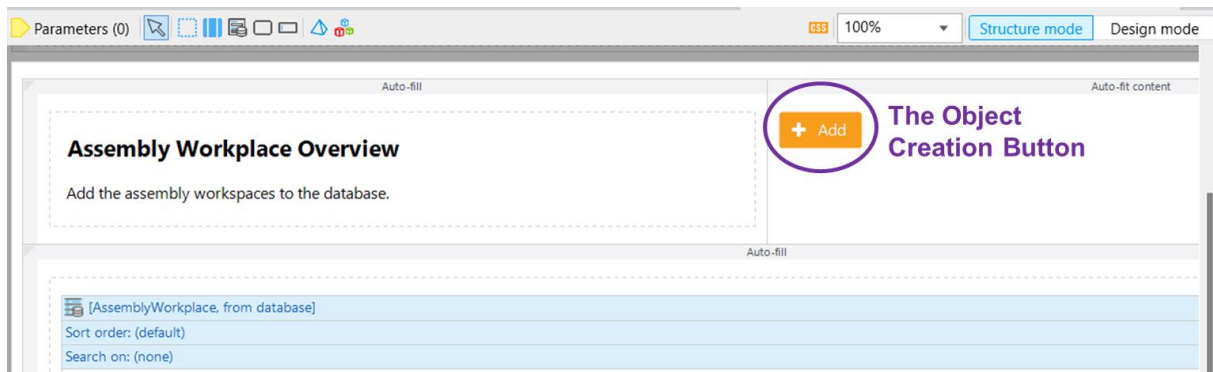 Parameters (0)
CSS
100%
Structure mode
Design mode
Auto-fill
Auto-fit content
Assembly Workplace Overview
Add the assembly workspaces to the database.
Add
The Object
Creation Button
Auto-fill
[AssemblyWorkplace, from database]
Sort order: (default)
Search on: (none)